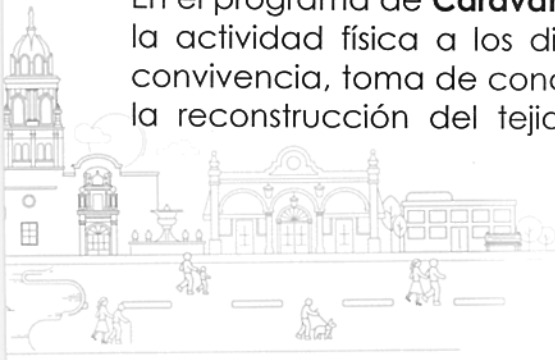 En el programa de
la actividad física a los
convivencia, toma de
la reconstrucción del